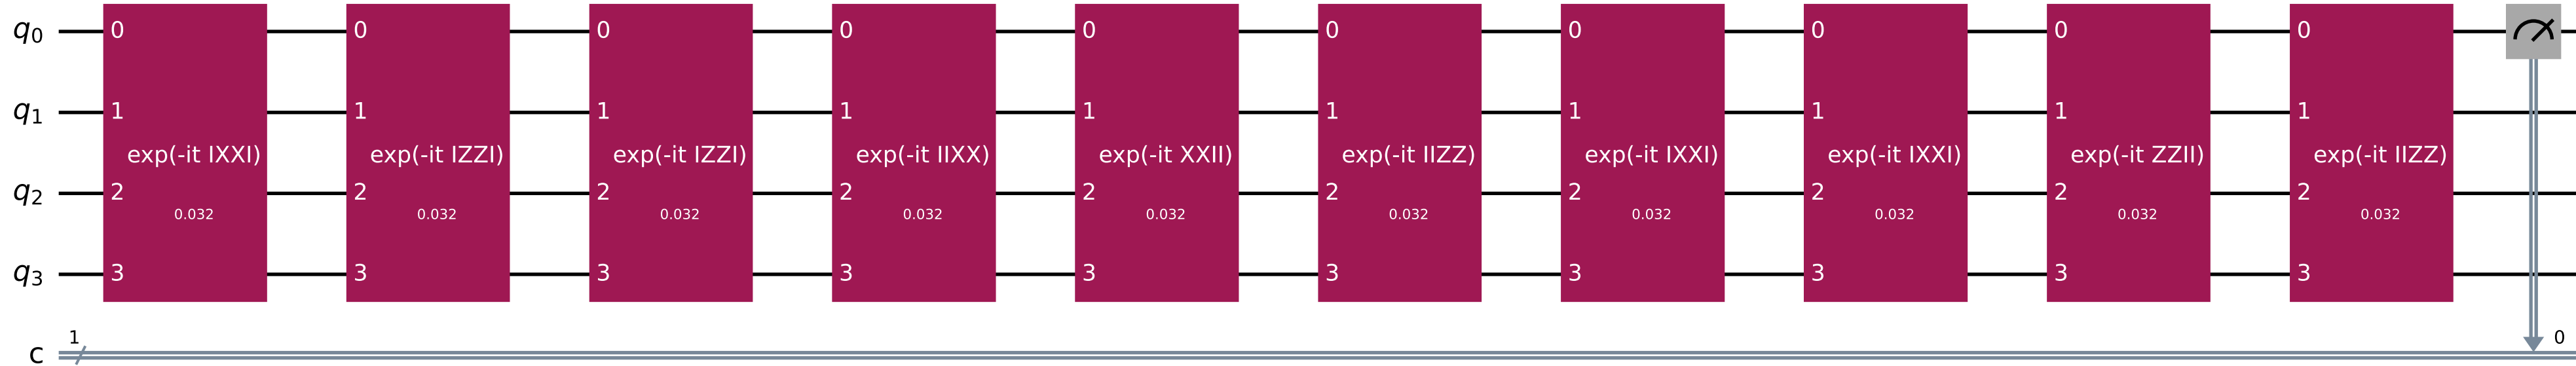 q0 0 0 0 0 0 0 0 0 0 0
q1 1 1 1 1 1 1 1 1 1 1
exp(-it IXXI) exp(-it IZZI) exp(-it IZZI) exp(-it IIXX) exp(-it XXII) exp(-it IIZZ) exp(-it IXXI) exp(-it IXXI) exp(-it ZZII) exp(-it IIZZ)
q2 2 2 2 2 2 2 2 2 2 2
0.032 0.032 0.032 0.032 0.032 0.032 0.032 0.032 0.032 0.032
q3 3 3 3 3 3 3 3 3 3 3
1 0
c